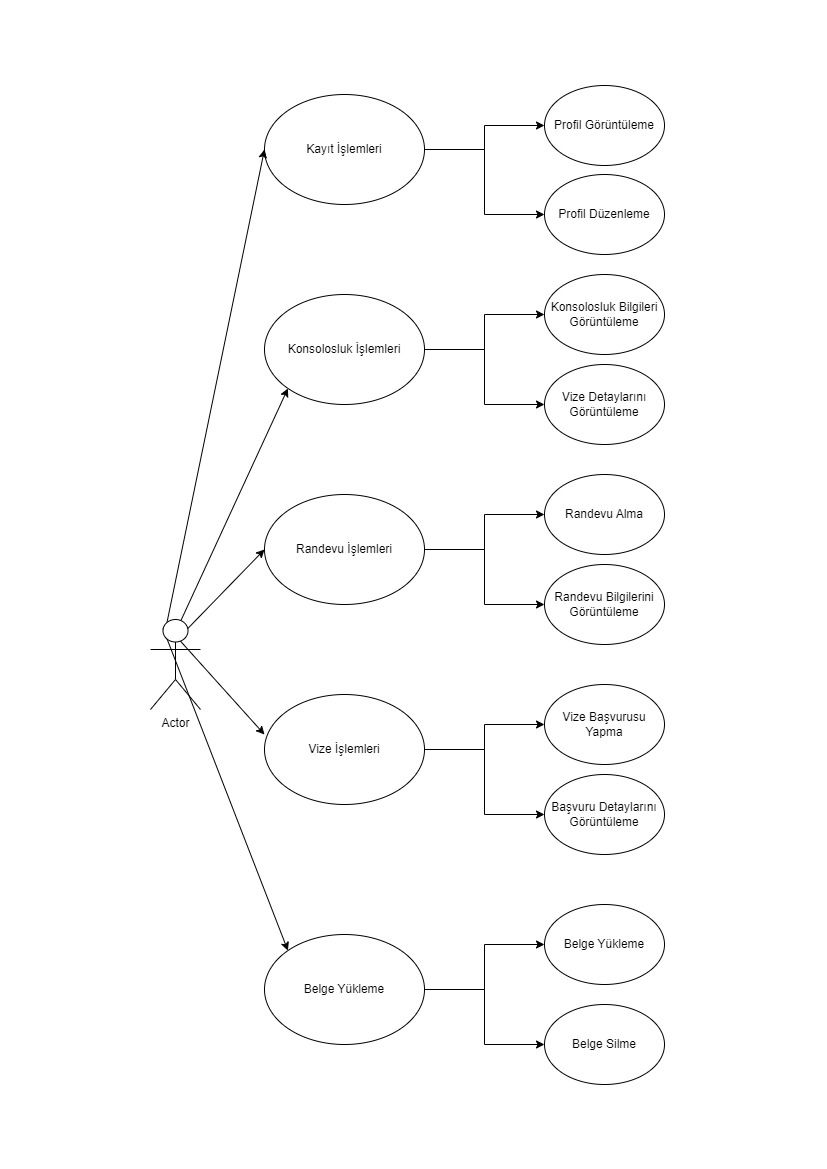 Kayıt İşlemleri
Profil Görüntüleme
Profil Düzenleme
Konsolosluk İşlemleri
Konsolosluk Bilgileri
Görüntüleme
Vize Detaylarını
Görüntüleme
Randevu İşlemleri
Randevu Alma
Randevu Bilgilerini
Görüntüleme
Actor
Vize İşlemleri
Vize Başvurusu
Yapma
Başvuru Detaylarını
Görüntüleme
Belge Yükleme
Belge Yükleme
Belge Silme